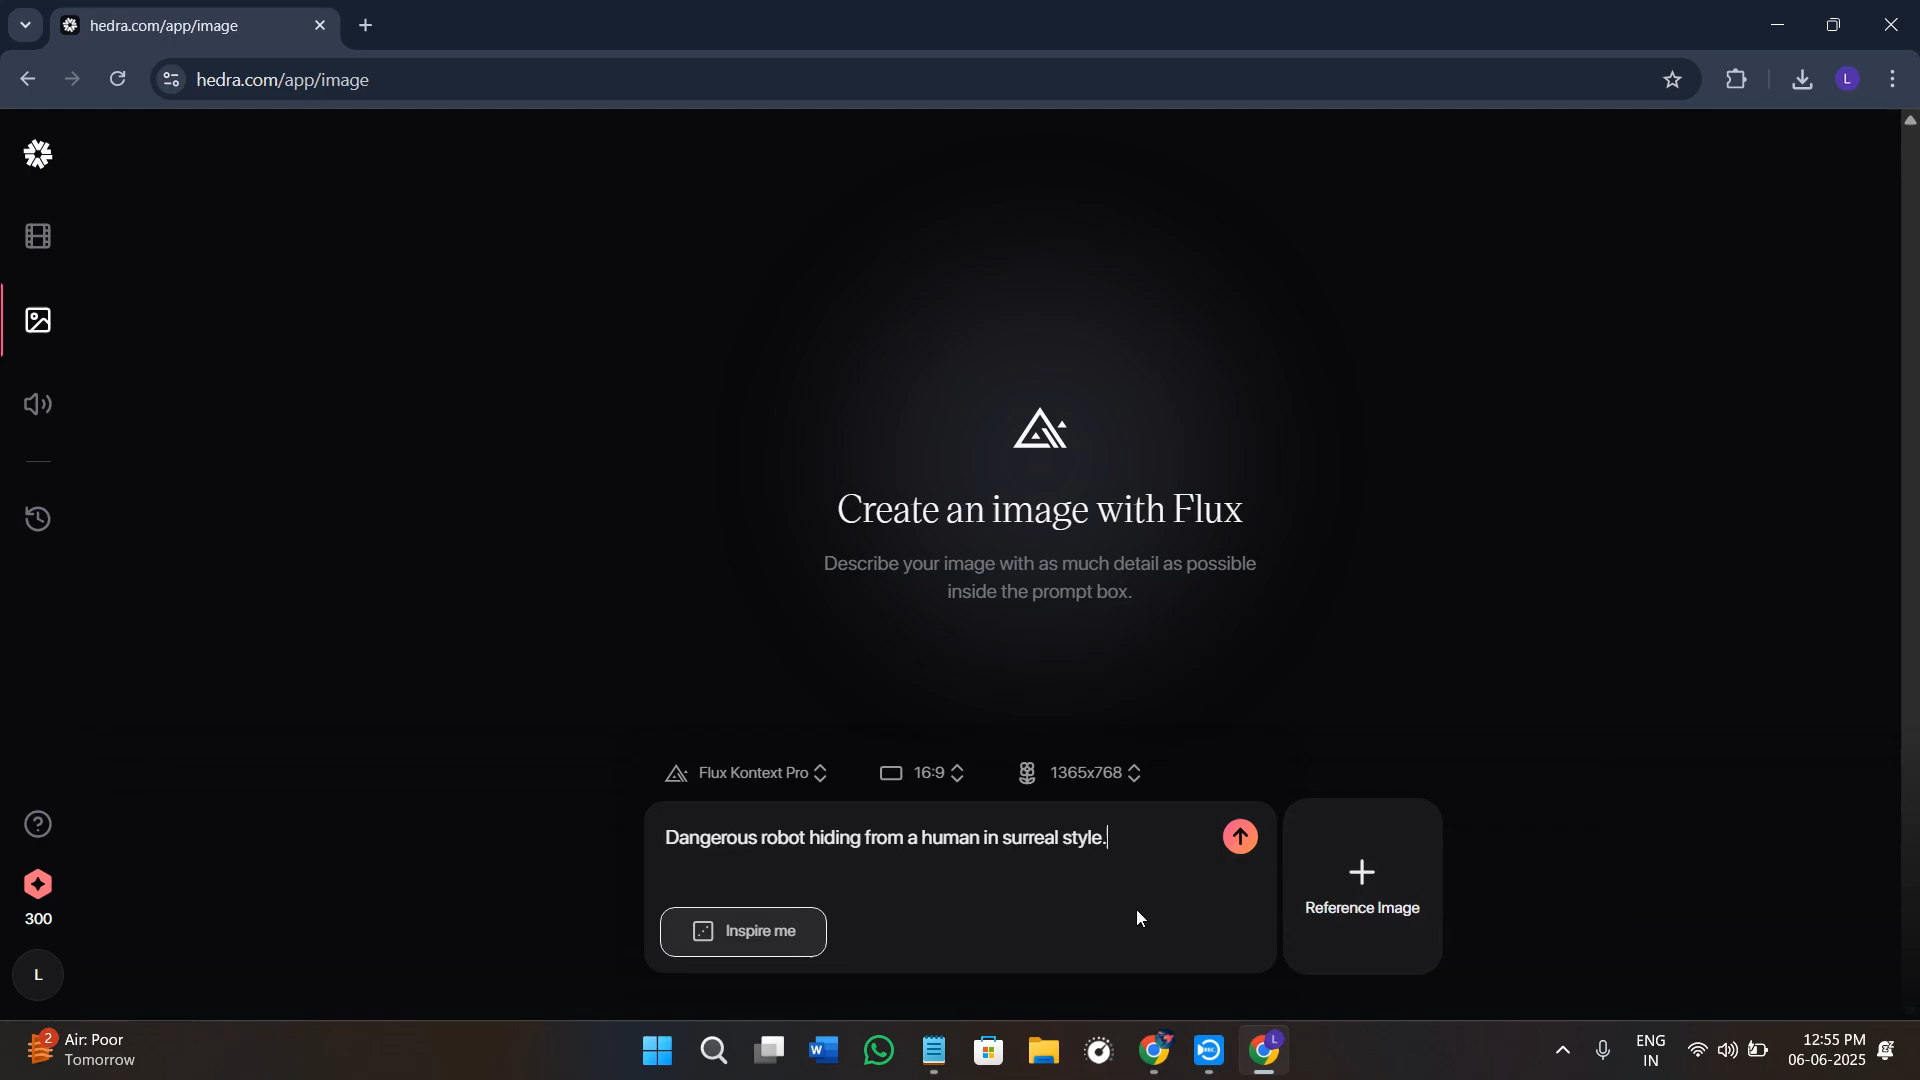 hedra.com/app/image
hedra.com/app/image
L
Create an image with Flux
Describe your image with as much detail as possible
inside the prompt box.
Flux Kontext Pro
16:9
1365x768
Dangerous robot hiding from a human in surreal style.
Inspire me
Reference Image
300
L
2
Air: Poor
Tomorrow
W
REC
L
ENG
IN
12:55 PM
06-06-2025